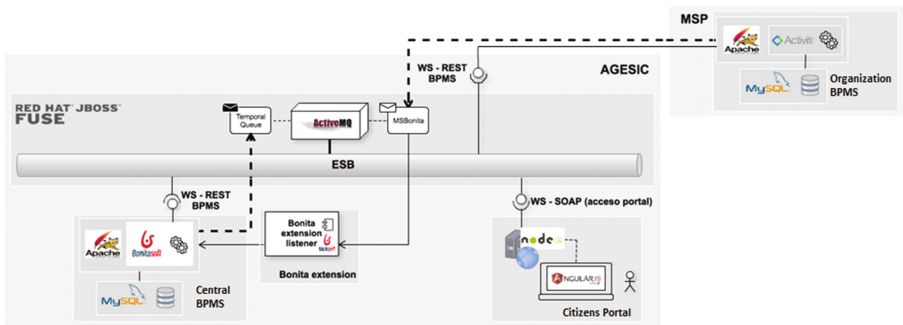 MSP
Apache
Activiti
MySQL
Organization
BPMS
WS - REST
BPMS
AGESIC
RED HAT JBOSS
FUSE
Temporal
Queue
ActiveMQ
MSBonita
ESB
WS - REST
BPMS
WS - SOAP (acceso portal)
Apache
Bonitasoft
MySQL
Central
BPMS
Bonita
extension
listener
Bonita extension
node
ANGULARJS
Citizens Portal